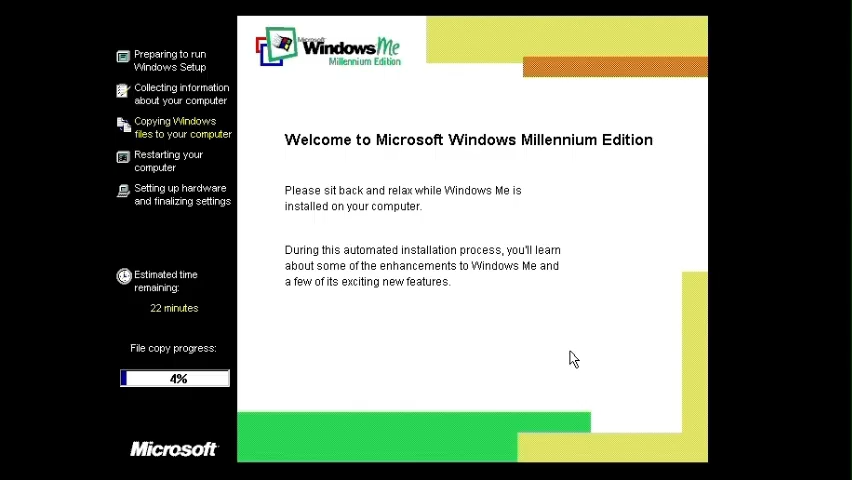 Preparing to run
Windows Setup
Collecting information
about your computer
Copying Windows
files to your computer
Restarting your
computer
Setting up hardware
and finalizing settings
Estimated time
remaining:
22 minutes
File copy progress:
4%
Microsoft
Microsoft
Windows Me
Millennium Edition
Welcome to Microsoft Windows Millennium Edition
Please sit back and relax while Windows Me is
installed on your computer.
During this automated installation process, you'll learn
about some of the enhancements to Windows Me and
a few of its exciting new features.